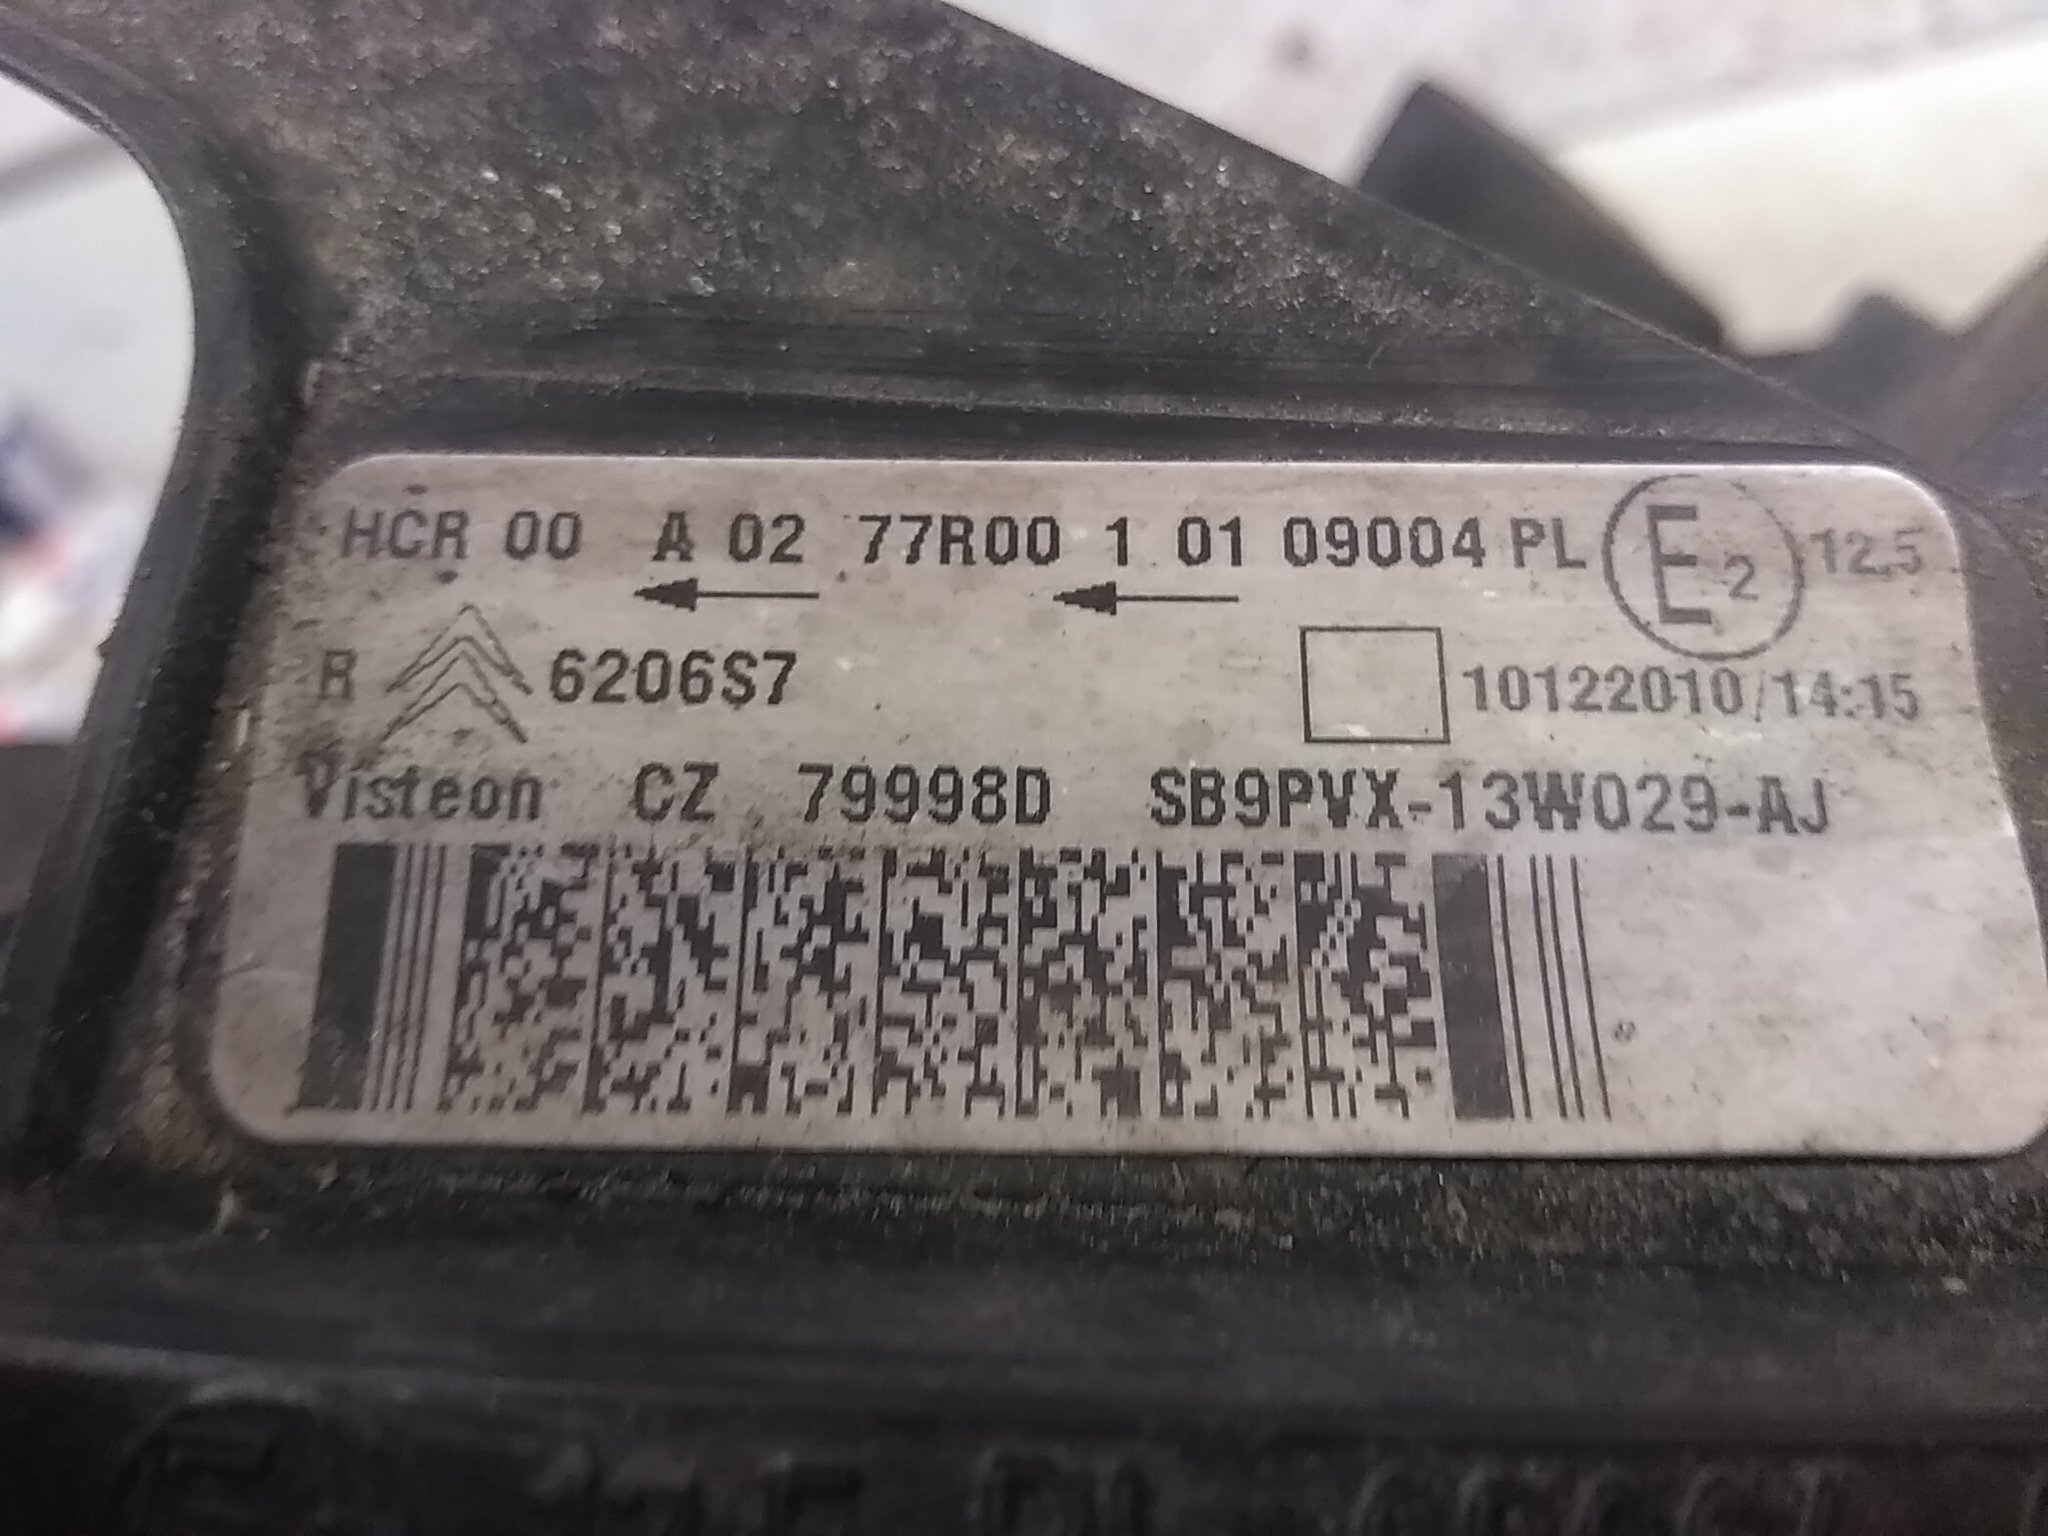 HCR 00 A 02 77R00 1 01 09004 PL E2 12.5
R 6206S7 10122010/14:15
Visteon CZ 79998D SB9PVX-13W029-AJ